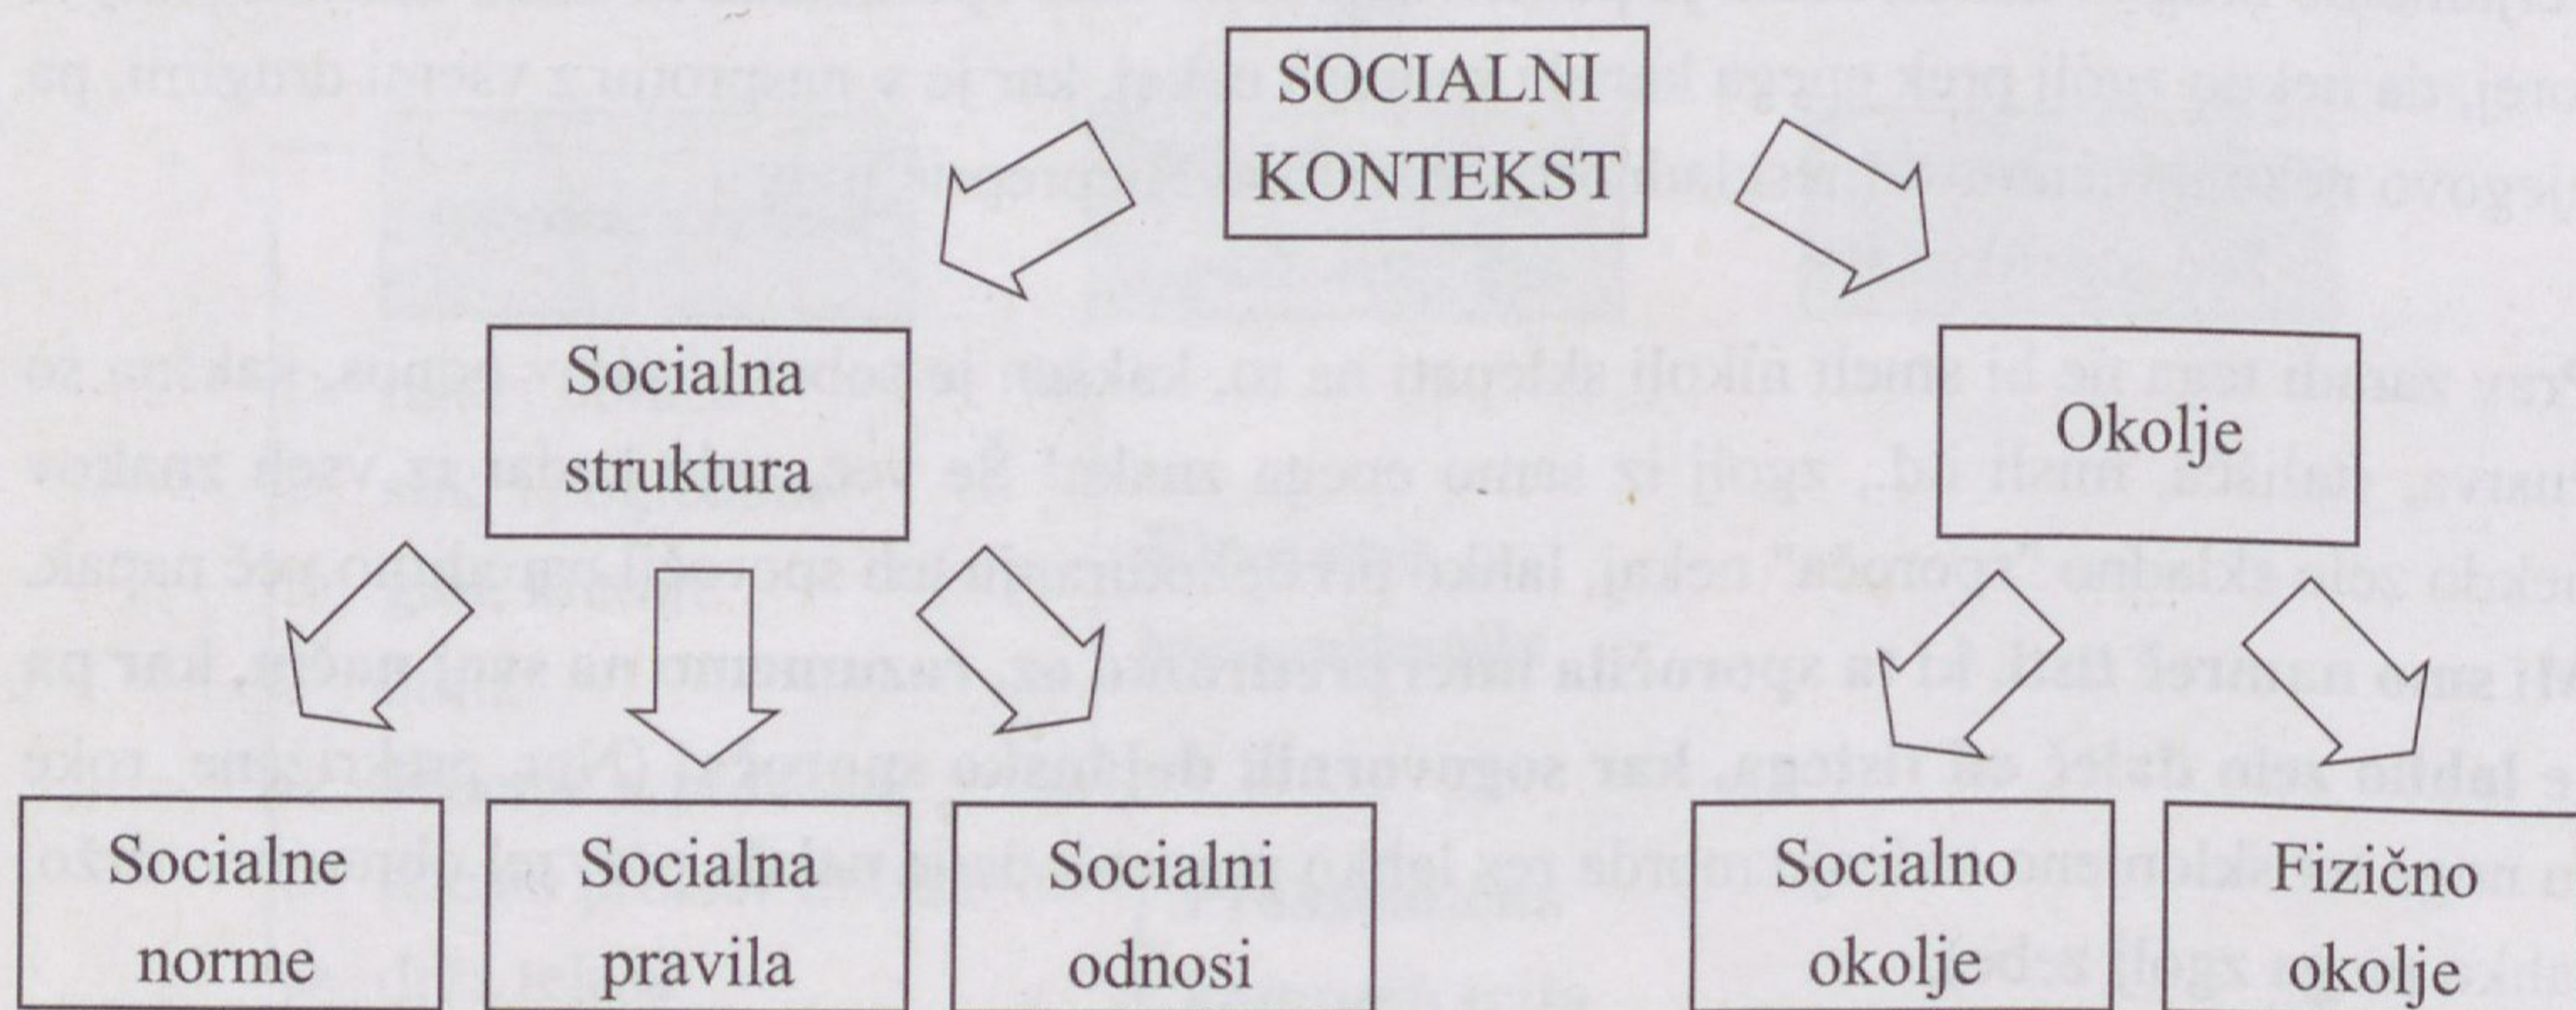 SOCIALNI
KONTEKST
Socialna
struktura
Okolje
Socialne
norme
Socialna
pravila
Socialni
odnosi
Socialno
okolje
Fizično
okolje